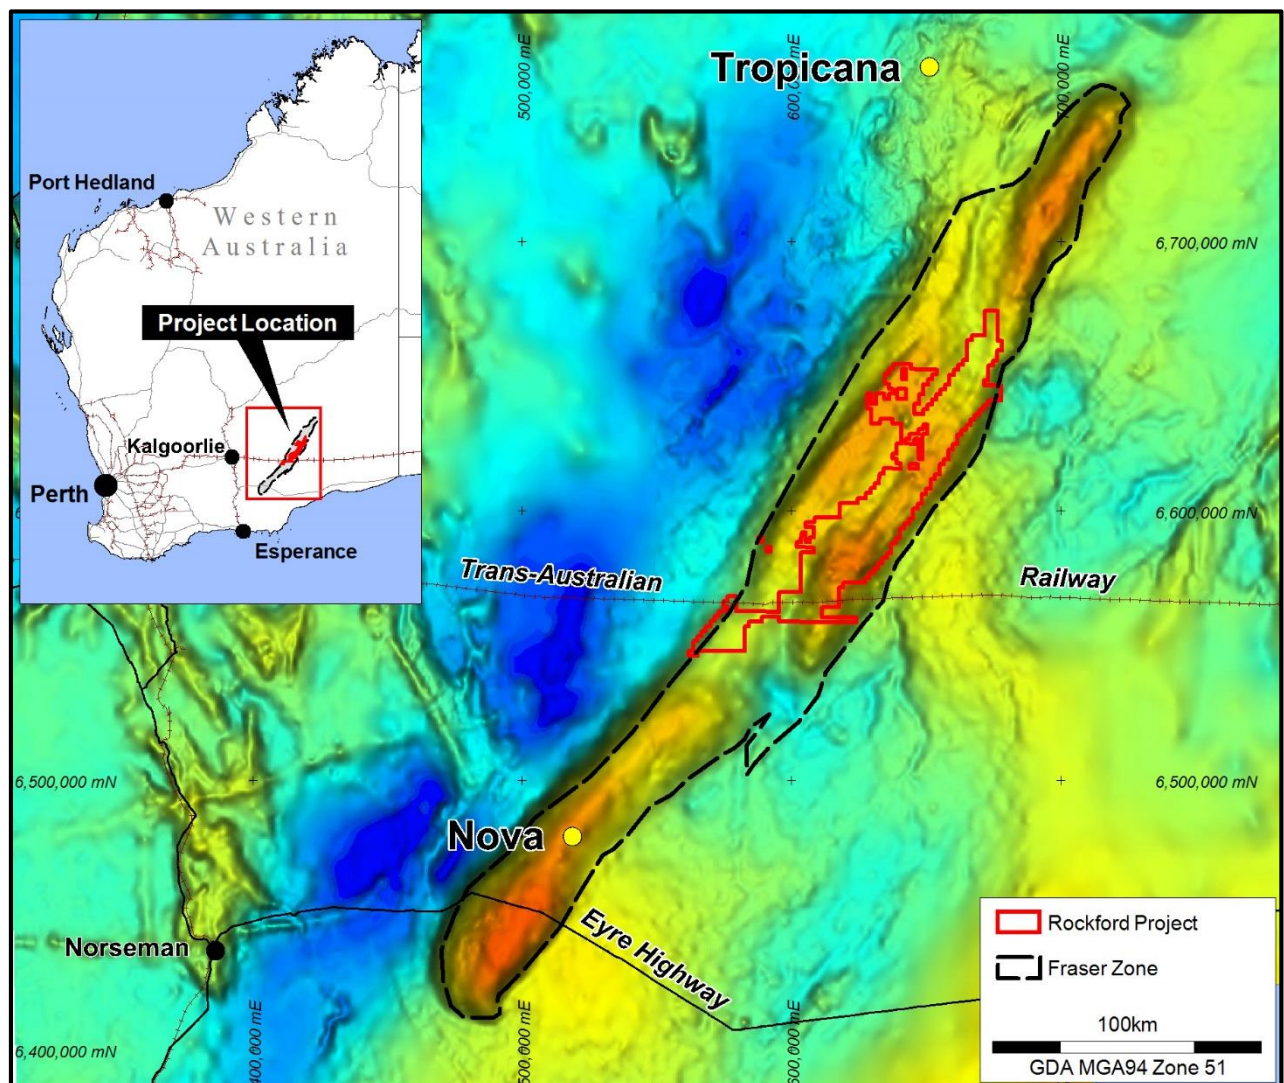 Tropicana
500,000 mE
600,000 mE
700,000 mE
Port Hedland
Western
Australia
6,700,000 mN
Project Location
Kalgoorlie
Perth
Esperance
6,600,000 mN
Trans-Australian
Railway
6,500,000 mN
6,500,000 mN
Nova
Norseman
Eyre Highway
Rockford Project
Fraser Zone
100km
GDA MGA94 Zone 51
6,400,000 mN
400,000 mE
500,000 mE
600,000 mE